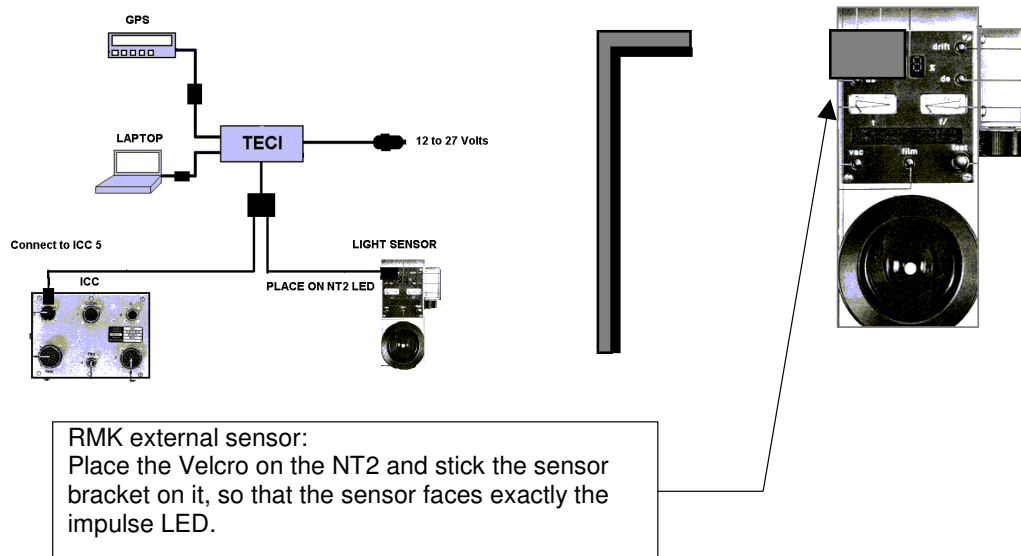 GPS
LAPTOP
TECI
12 to 27 Volts
Connect to ICC 5
ICC
LIGHT SENSOR
PLACE ON NT2 LED
drift
%
de
vac
film
test
RMK external sensor:
Place the Velcro on the NT2 and stick the sensor
bracket on it, so that the sensor faces exactly the
impulse LED.